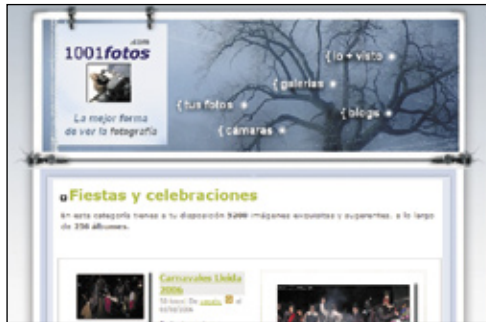 .com
1001fotos
La mejor forma
de ver la fotografía
{ lo + visto
{ galerías
{ tus fotos
{ blogs
{ cámaras
Fiestas y celebraciones
En esta categoría tienes a tu disposición 5200 imágenes exquisitas y sugerentes, a lo largo
de 250 álbumes.
Carnavales Lleida
2006